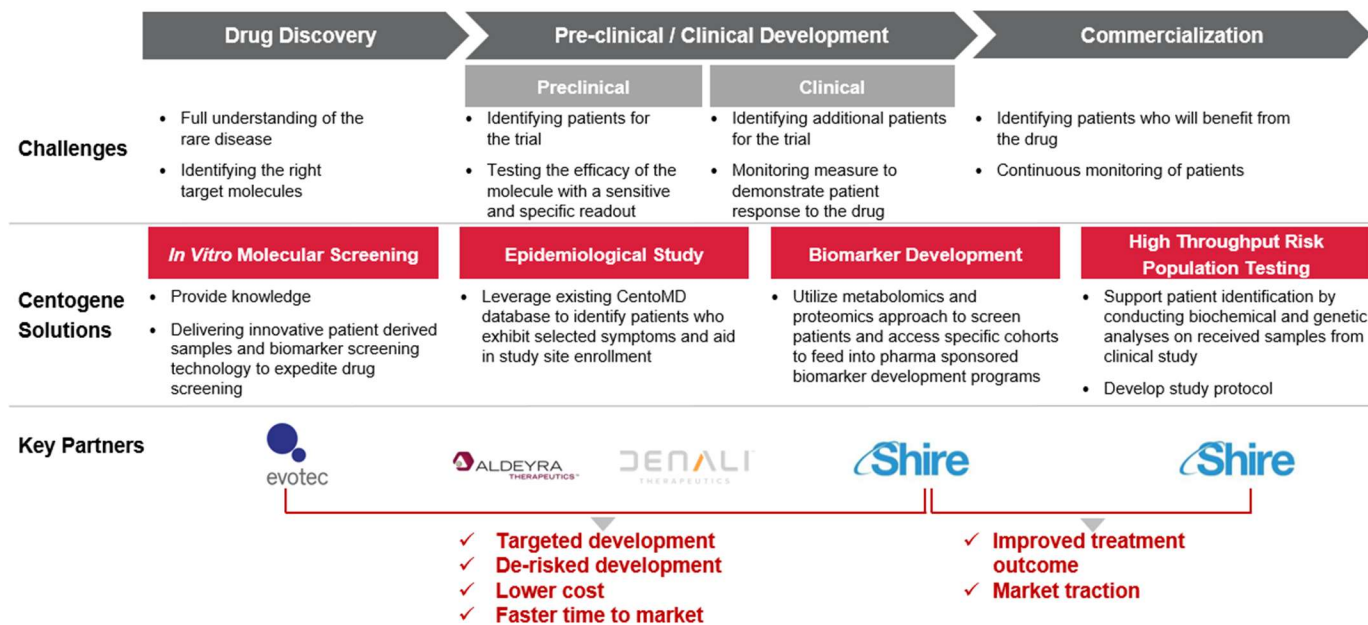 Drug Discovery
Pre-clinical / Clinical Development
Commercialization
Preclinical
Clinical
Challenges
• Full understanding of the
rare disease
• Identifying the right
target molecules
• Identifying patients for
the trial
• Testing the efficacy of the
molecule with a sensitive
and specific readout
• Identifying additional patients
for the trial
• Monitoring measure to
demonstrate patient
response to the drug
• Identifying patients who will benefit from
the drug
• Continuous monitoring of patients
Centogene
Solutions
In Vitro Molecular Screening
• Provide knowledge
• Delivering innovative patient derived
samples and biomarker screening
technology to expedite drug
screening
Epidemiological Study
• Leverage existing CentoMD
database to identify patients who
exhibit selected symptoms and aid
in study site enrollment
Biomarker Development
• Utilize metabolomics and
proteomics approach to screen
patients and access specific cohorts
to feed into pharma sponsored
biomarker development programs
High Throughput Risk
Population Testing
• Support patient identification by
conducting biochemical and genetic
analyses on received samples from
clinical study
• Develop study protocol
Key Partners
evotec
ALDEYRA
THERAPEUTICS™
DENALI
THERAPEUTICS
Shire
Shire
✓ Targeted development
✓ De-risked development
✓ Lower cost
✓ Faster time to market
✓ Improved treatment
outcome
✓ Market traction